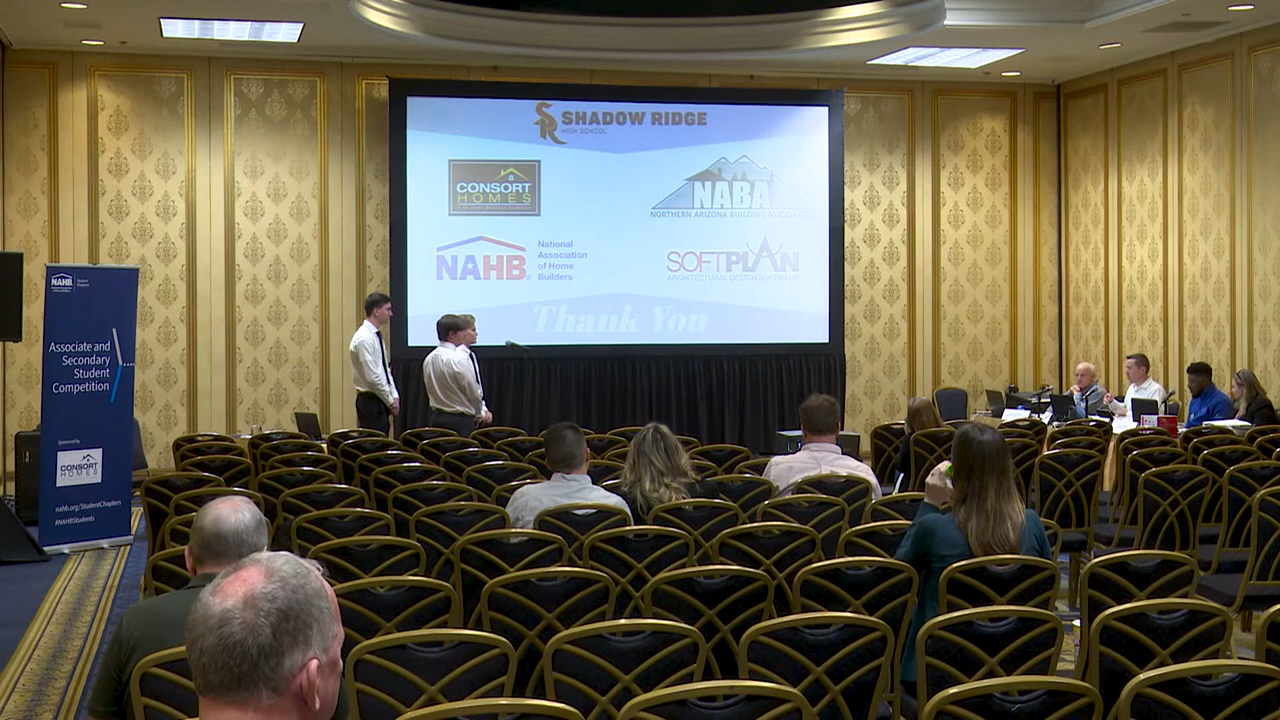 SR SHADOW RIDGE
HIGH SCHOOL
CONSORT
HOMES
NABA
NORTHERN ARIZONA BUILDING ASSOCIATION
NAHB
National
Association
of Home
Builders
SOFTPLAN
ARCHITECTURAL DESIGN SOFTWARE
Thank You
NAHB
Student
Chapters
Associate and
Secondary
Student
Competition
Sponsored by
CONSORT
HOMES
nahb.org/StudentChapters
#NAHBStudents